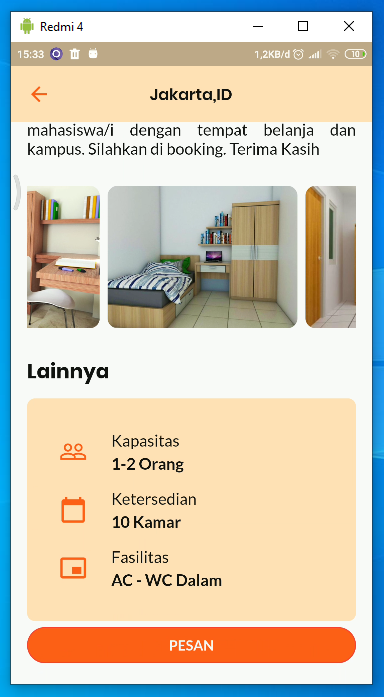 Redmi 4
15:33
1,2KB/d
10
Jakarta,ID
mahasiswa/i dengan tempat belanja dan
kampus. Silahkan di booking. Terima Kasih
Lainnya
Kapasitas
1-2 Orang
Ketersedian
10 Kamar
Fasilitas
AC - WC Dalam
PESAN